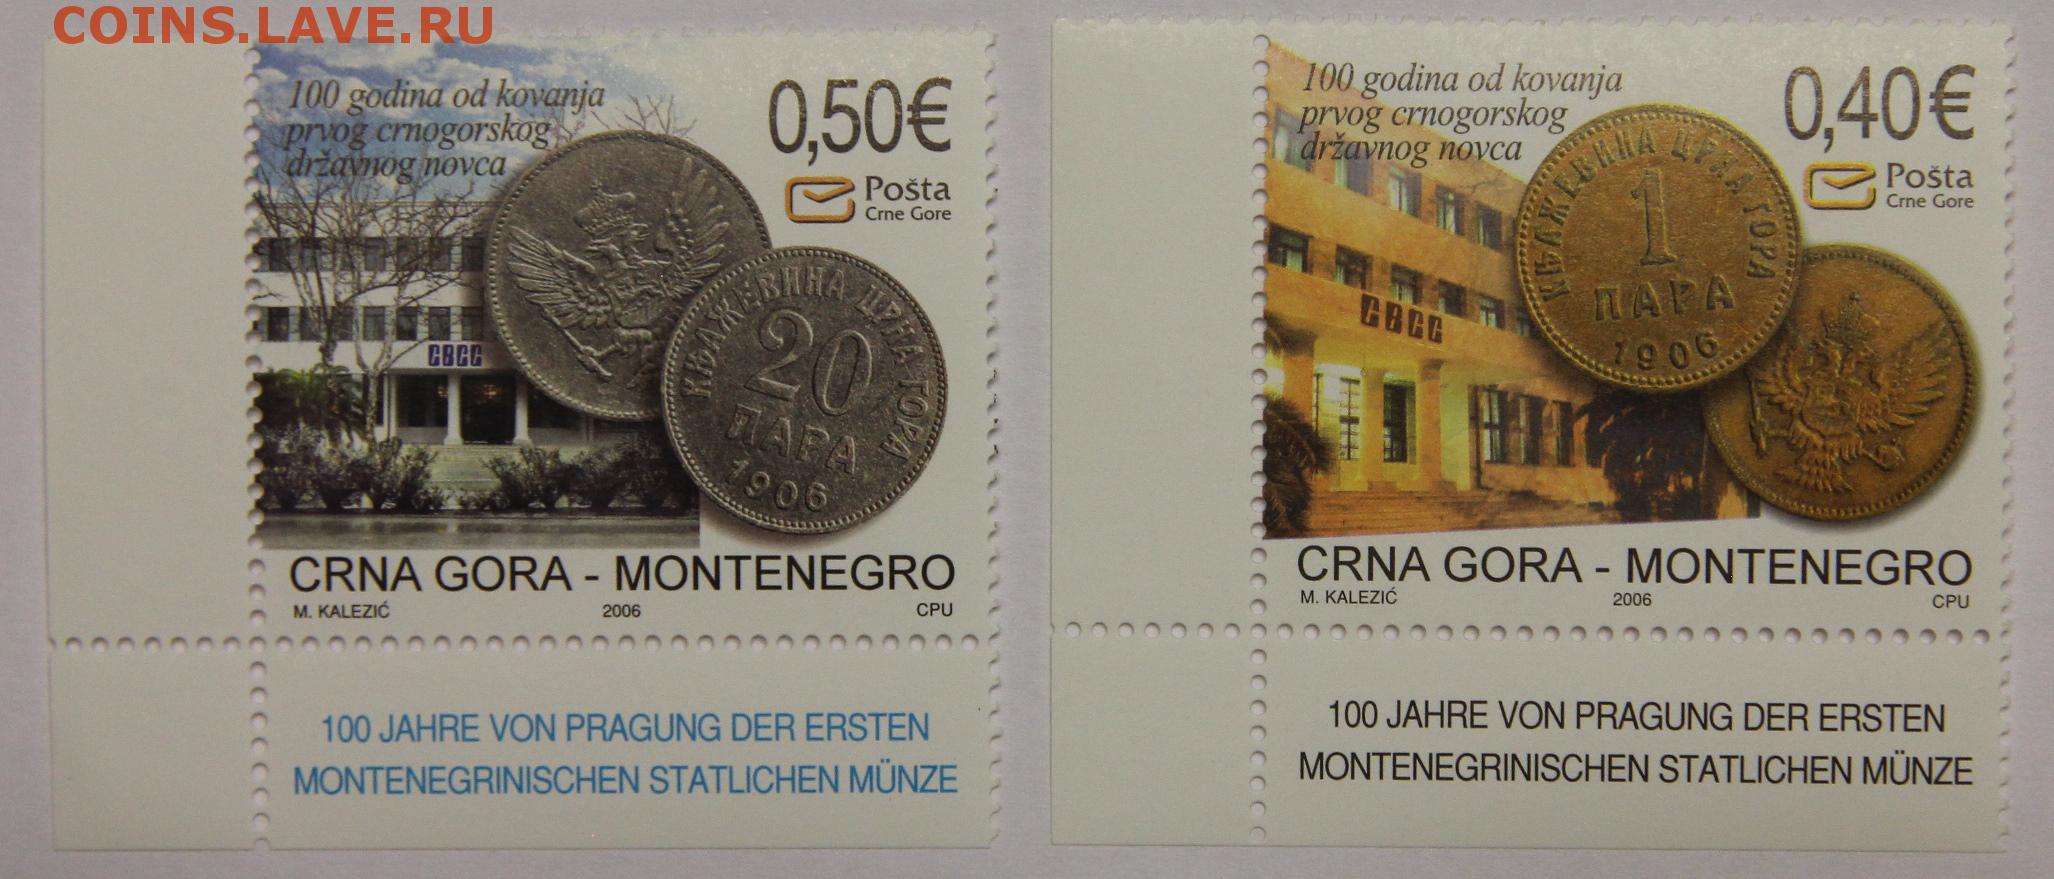 COINS.LAVE.RU
100 godina od kovanja
prvog crnogorskog
državnog novca
0,50€
Pošta
Crne Gore
КЊАЖЕВИНА ЦРНА ГОРА
20
ПАРА
1906
CBCG
CRNA GORA - MONTENEGRO
M. KALEZIĆ 2006 CPU
100 JAHRE VON PRAGUNG DER ERSTEN
MONTENEGRINISCHEN STATLICHEN MÜNZE
100 godina od kovanja
prvog crnogorskog
državnog novca
0,40€
Pošta
Crne Gore
КЊАЖЕВИНА ЦРНА ГОРА
1
ПАРА
1906
CBCG
CRNA GORA - MONTENEGRO
M. KALEZIĆ 2006 CPU
100 JAHRE VON PRAGUNG DER ERSTEN
MONTENEGRINISCHEN STATLICHEN MÜNZE